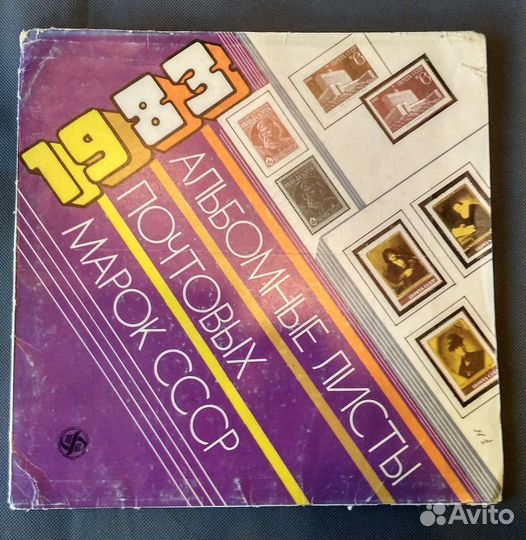 1983
АЛЬБОМНЫЕ ЛИСТЫ
ПОЧТОВЫХ
МАРОК СССР
Avito